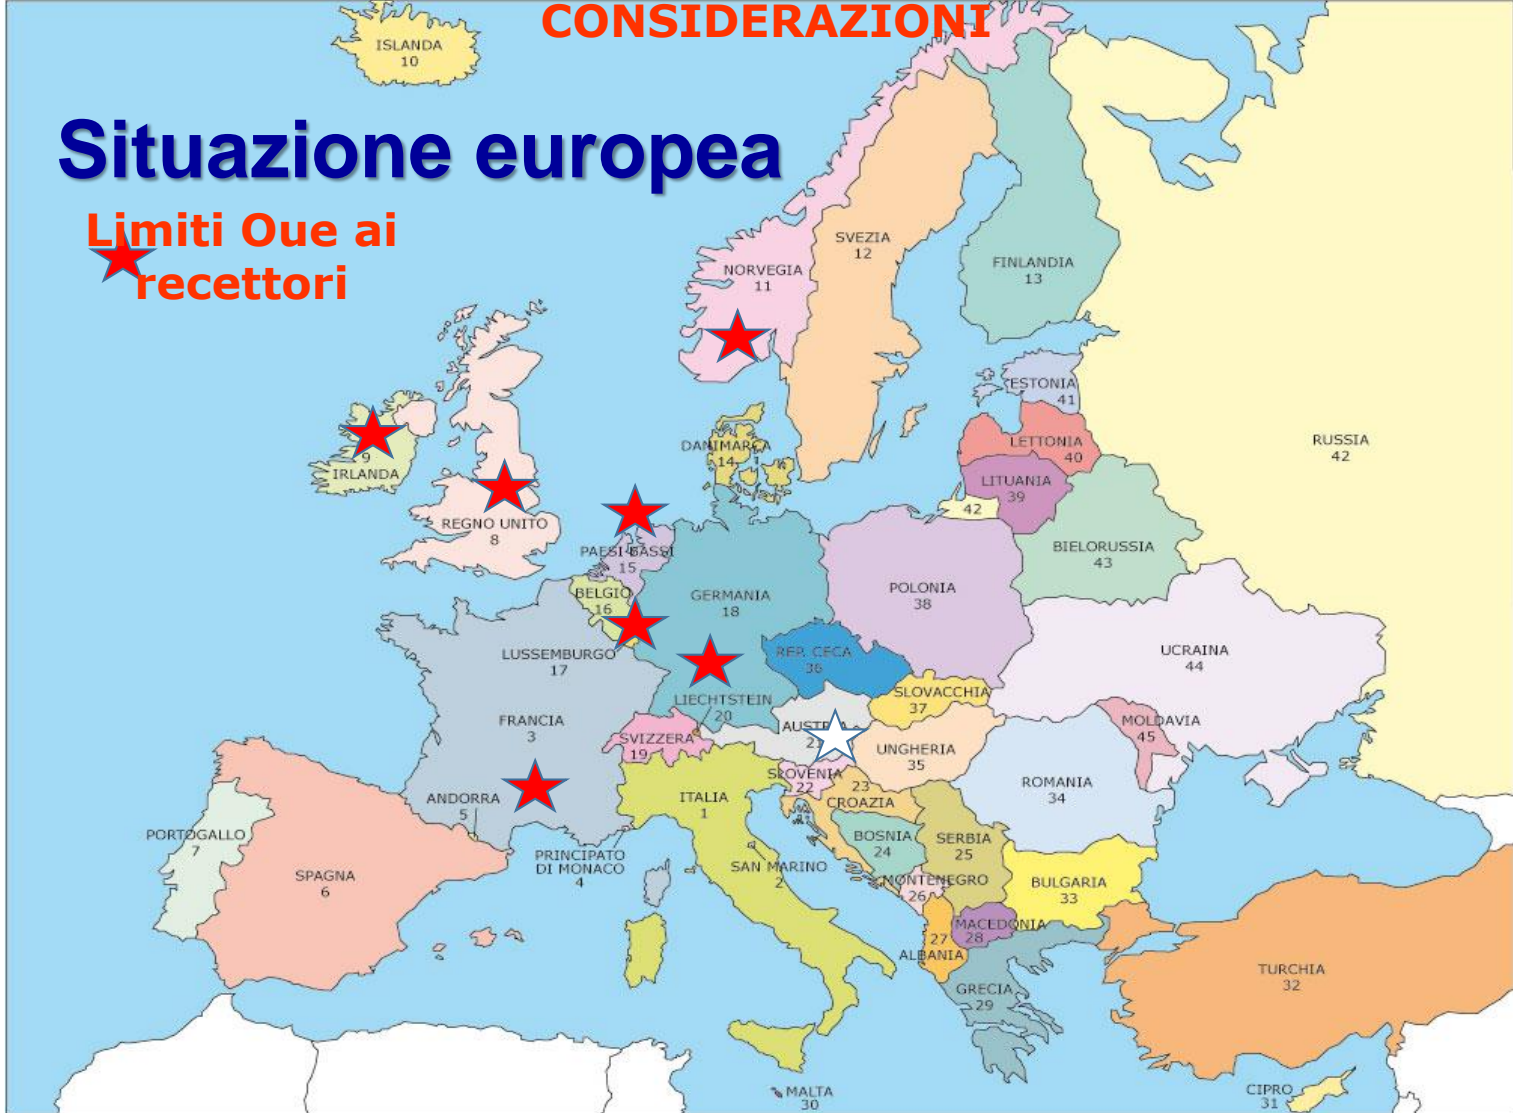 CONSIDERAZIONI
ISLANDA
10
Situazione europea
Limiti Oue ai
recettori
SVEZIA
12
NORVEGIA
11
FINLANDIA
13
ESTONIA
41
LETTONIA
40
RUSSIA
42
DANIMARCA
14
9
IRLANDA
LITUANIA
39
42
REGNO UNITO
8
PAESI BASSI
15
BIELORUSSIA
43
BELGIO
16
GERMANIA
18
POLONIA
38
LUSSEMBURGO
17
REP. CECA
36
UCRAINA
44
LIECHTSTEIN
20
SLOVACCHIA
37
FRANCIA
3
AUSTRIA
21
MOLDAVIA
45
SVIZZERA
19
UNGHERIA
35
SLOVENIA
22
23
CROAZIA
ROMANIA
34
ITALIA
1
ANDORRA
5
PORTOGALLO
7
BOSNIA
24
SERBIA
25
PRINCIPATO
DI MONACO
4
SAN MARINO
2
SPAGNA
6
MONTENEGRO
26
BULGARIA
33
MACEDONIA
28
27
ALBANIA
TURCHIA
32
GRECIA
29
MALTA
30
CIPRO
31